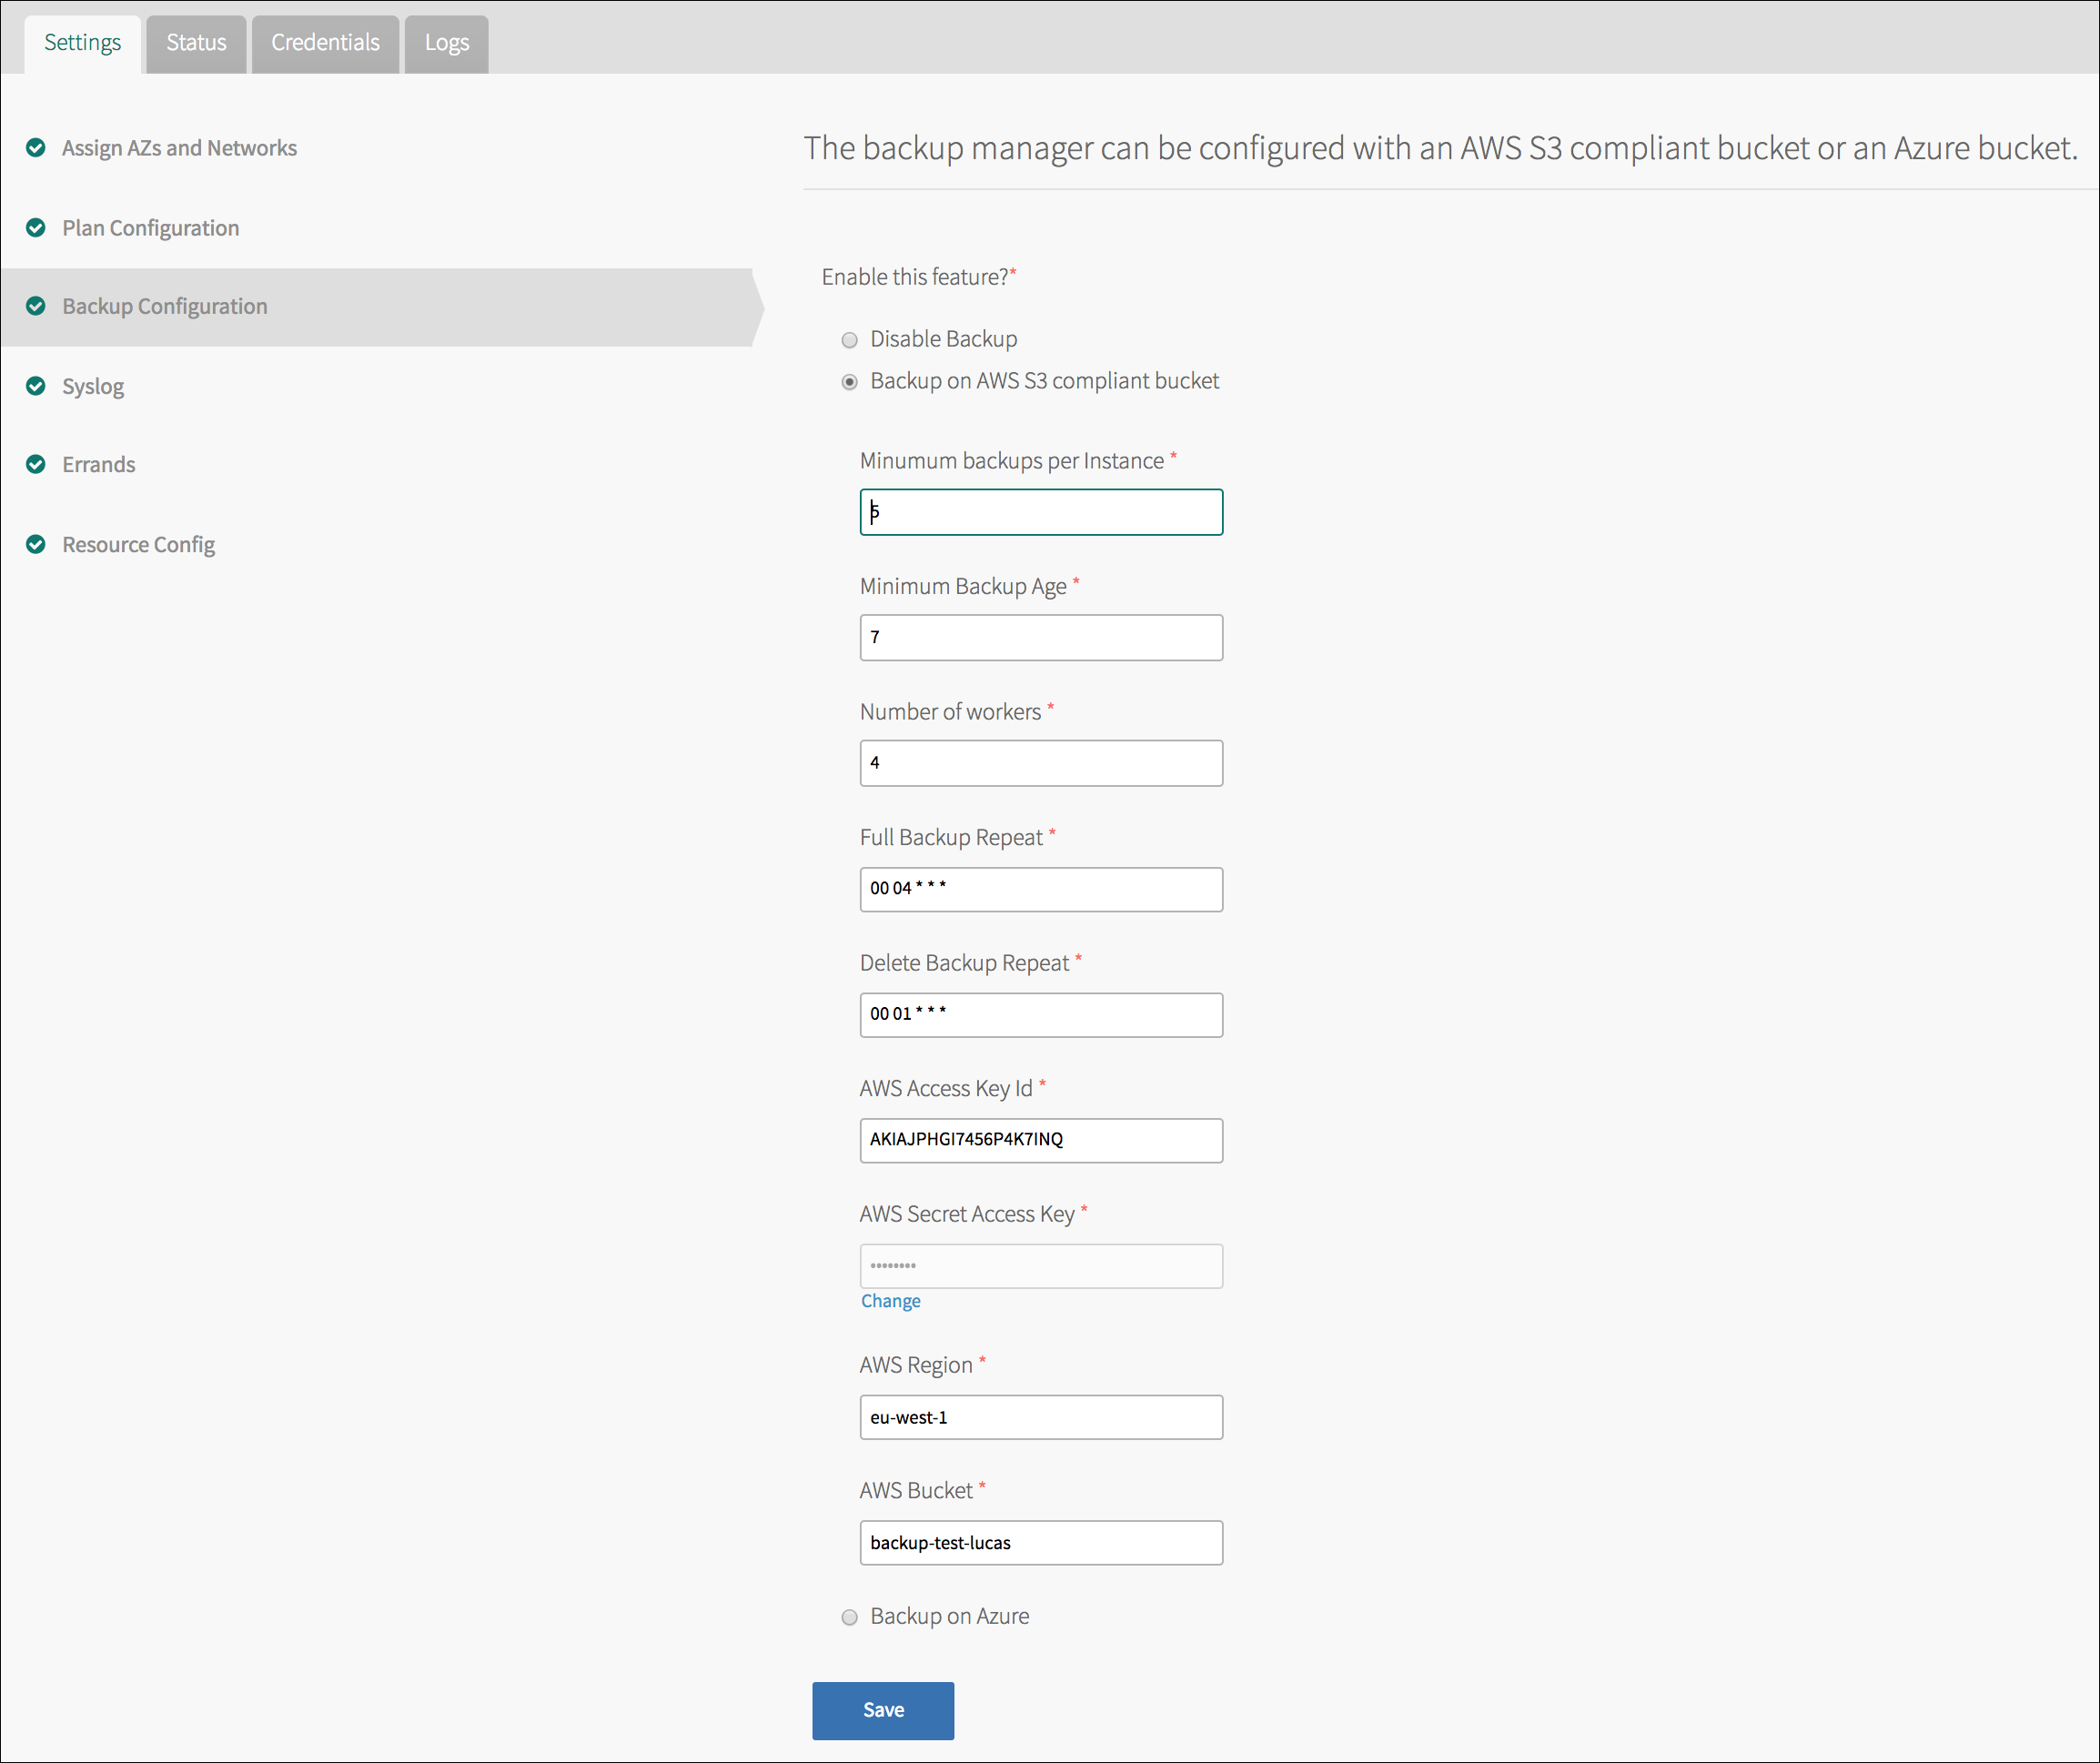 Settings Status Credentials Logs
Assign AZs and Networks
Plan Configuration
Backup Configuration
Syslog
Errands
Resource Config
The backup manager can be configured with an AWS S3 compliant bucket or an Azure bucket.
Enable this feature?*
Disable Backup
Backup on AWS S3 compliant bucket
Minumum backups per Instance *
5
Minimum Backup Age *
7
Number of workers *
4
Full Backup Repeat *
00 04 * * *
Delete Backup Repeat *
00 01 * * *
AWS Access Key Id *
AKIAJPHGI7456P4K7INQ
AWS Secret Access Key *
••••••••
Change
AWS Region *
eu-west-1
AWS Bucket *
backup-test-lucas
Backup on Azure
Save